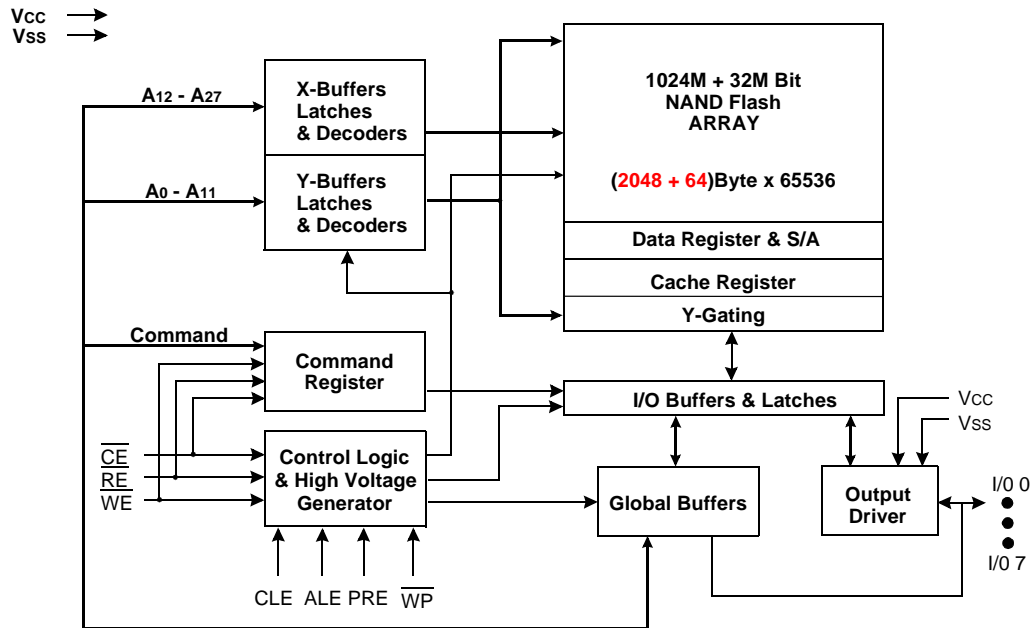 VCC
VSS
A12 - A27
X-Buffers
Latches
& Decoders
A0 - A11
Y-Buffers
Latches
& Decoders
1024M + 32M Bit
NAND Flash
ARRAY
(2048 + 64)Byte x 65536
Data Register & S/A
Cache Register
Y-Gating
Command
Command
Register
I/O Buffers & Latches
VCC
VSS
CE
RE
WE
Control Logic
& High Voltage
Generator
Global Buffers
Output
Driver
I/0 0
I/0 7
CLE ALE PRE WP